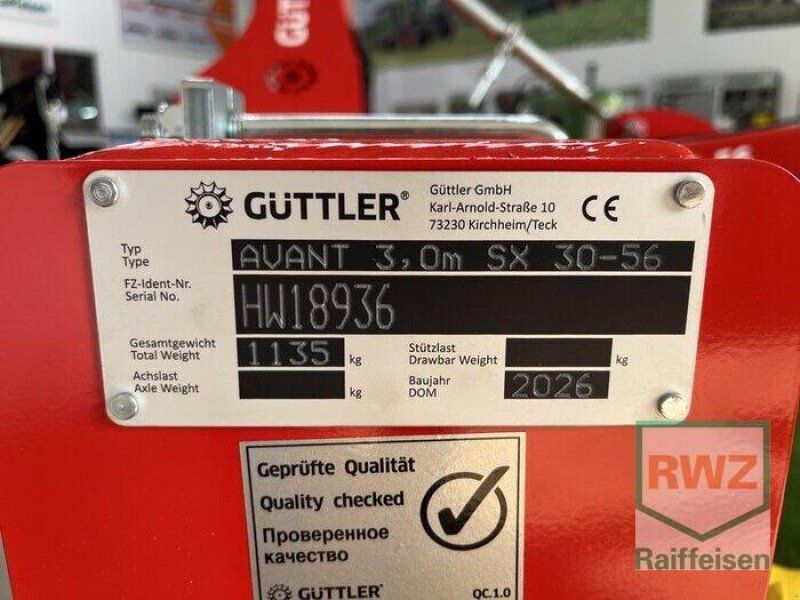 GÜTTLER
GÜTTLER®
Güttler GmbH
Karl-Arnold-Straße 10
73230 Kirchheim/Teck
CE
Typ
Type
AVANT 3,0m SX 30-56
FZ-Ident-Nr.
Serial No.
HW18936
Gesamtgewicht
Total Weight
1135 kg
Stützlast
Drawbar Weight
kg
Achslast
Axle Weight
kg
Baujahr
DOM
2026
Geprüfte Qualität
Quality checked
Проверенное
качество
GÜTTLER
QC.1.0
RWZ
Raiffeisen